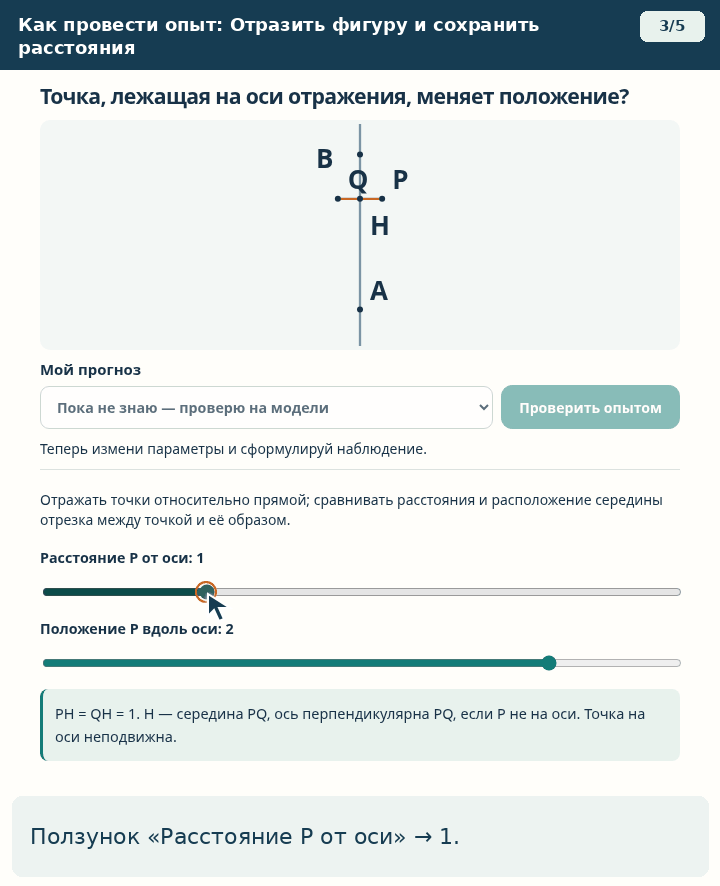 Как провести опыт: Отразить фигуру и сохранить
расстояния
3/5
Точка, лежащая на оси отражения, меняет положение?
B
Q P
H
A
Мой прогноз
Пока не знаю — проверю на модели
Проверить опытом
Теперь измени параметры и сформулируй наблюдение.
Отражать точки относительно прямой; сравнивать расстояния и расположение середины
отрезка между точкой и её образом.
Расстояние P от оси: 1
Положение P вдоль оси: 2
PH = QH = 1. H — середина PQ, ось перпендикулярна PQ, если P не на оси. Точка на
оси неподвижна.
Ползунок «Расстояние P от оси» → 1.